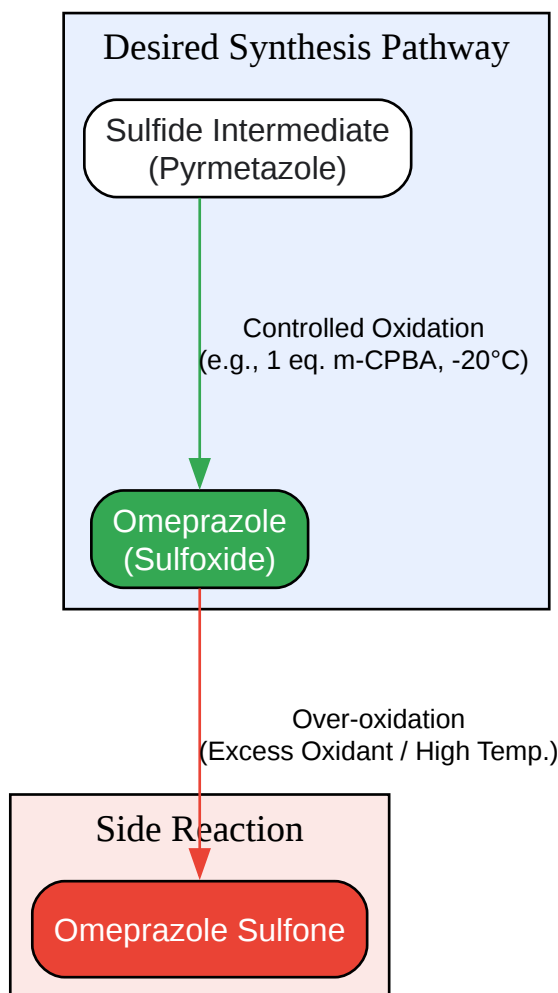 Desired Synthesis Pathway
Sulfide Intermediate
(Pyrmetazole)
Controlled Oxidation
(e.g., 1 eq. m-CPBA, -20°C)
Omeprazole
(Sulfoxide)
Over-oxidation
(Excess Oxidant / High Temp.)
Side Reaction
Omeprazole Sulfone